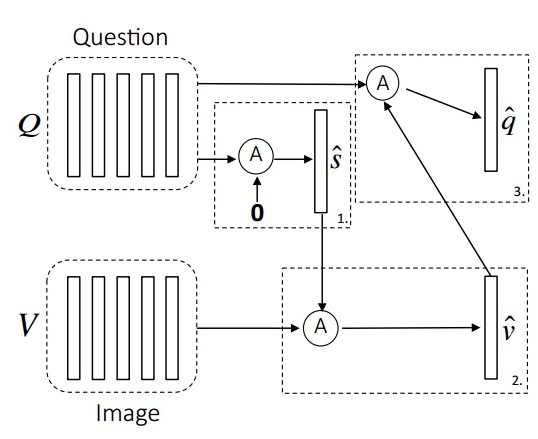 Question
Q
A
A
0
ŝ
1.
q̂
3.
V
A
v̂
2.
Image